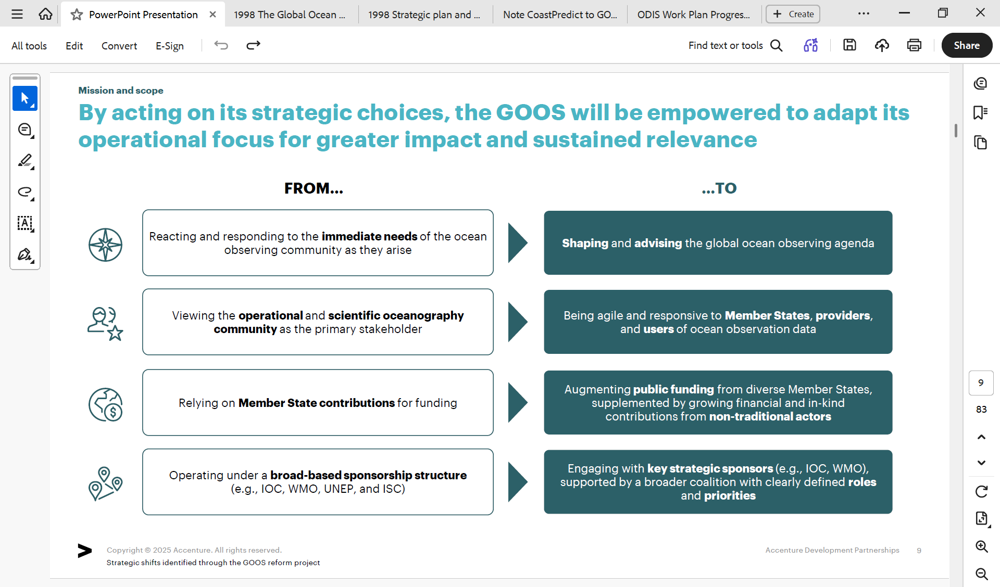 PowerPoint Presentation
1998 The Global Ocean ...
1998 Strategic plan and ...
Note CoastPredict to GO...
ODIS Work Plan Progres...
Create
All tools
Edit
Convert
E-Sign
Find text or tools
Share
Mission and scope
By acting on its strategic choices, the GOOS will be empowered to adapt its
operational focus for greater impact and sustained relevance
FROM...
...TO
Reacting and responding to the immediate needs of the ocean
observing community as they arise
Shaping and advising the global ocean observing agenda
Viewing the operational and scientific oceanography
community as the primary stakeholder
Being agile and responsive to Member States, providers,
and users of ocean observation data
Relying on Member State contributions for funding
Augmenting public funding from diverse Member States,
supplemented by growing financial and in-kind
contributions from non-traditional actors
Operating under a broad-based sponsorship structure
(e.g., IOC, WMO, UNEP, and ISC)
Engaging with key strategic sponsors (e.g., IOC, WMO),
supported by a broader coalition with clearly defined roles
and priorities
9
83
Copyright © 2025 Accenture. All rights reserved.
Strategic shifts identified through the GOOS reform project
Accenture Development Partnerships 9